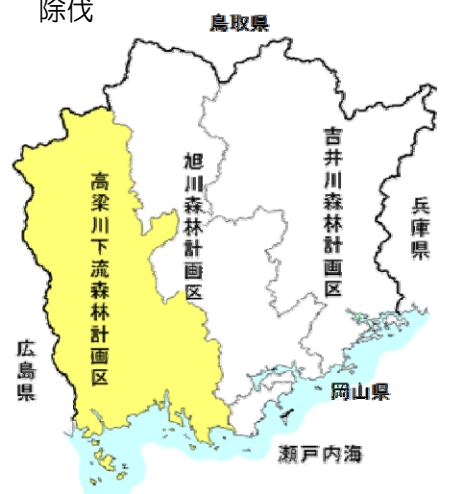 除伐
鳥取県
高梁川下流森林計画区
旭川森林計画区
吉井川森林計画区
兵庫県
広島県
岡山県
瀬戸内海